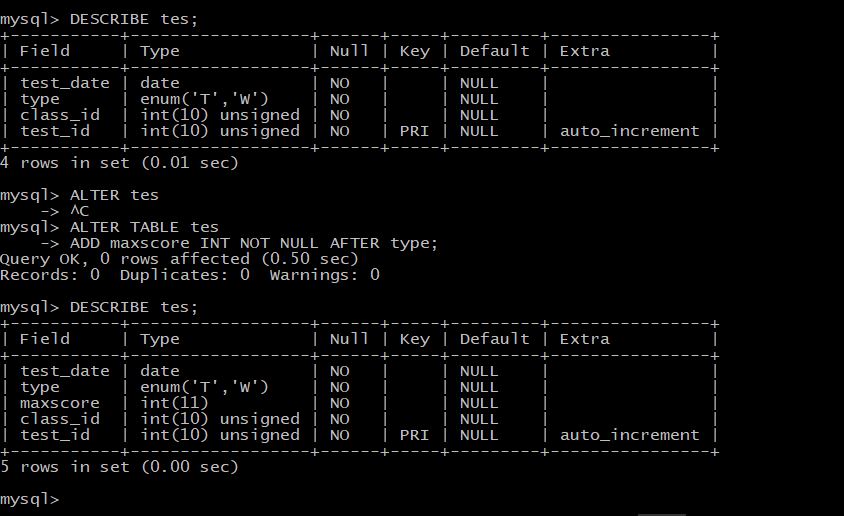 mysql> DESCRIBE tes;
+-----------+------------------+------+-----+---------+----------------+
| Field     | Type             | Null | Key | Default | Extra          |
+-----------+------------------+------+-----+---------+----------------+
| test_date | date             | NO   |     | NULL    |                |
| type      | enum('T','W')    | NO   |     | NULL    |                |
| class_id  | int(10) unsigned | NO   |     | NULL    |                |
| test_id   | int(10) unsigned | NO   | PRI | NULL    | auto_increment |
+-----------+------------------+------+-----+---------+----------------+
4 rows in set (0.01 sec)

mysql> ALTER tes
    -> ^C
mysql> ALTER TABLE tes
    -> ADD maxscore INT NOT NULL AFTER type;
Query OK, 0 rows affected (0.50 sec)
Records: 0  Duplicates: 0  Warnings: 0

mysql> DESCRIBE tes;
+-----------+------------------+------+-----+---------+----------------+
| Field     | Type             | Null | Key | Default | Extra          |
+-----------+------------------+------+-----+---------+----------------+
| test_date | date             | NO   |     | NULL    |                |
| type      | enum('T','W')    | NO   |     | NULL    |                |
| maxscore  | int(11)          | NO   |     | NULL    |                |
| class_id  | int(10) unsigned | NO   |     | NULL    |                |
| test_id   | int(10) unsigned | NO   | PRI | NULL    | auto_increment |
+-----------+------------------+------+-----+---------+----------------+
5 rows in set (0.00 sec)

mysql>